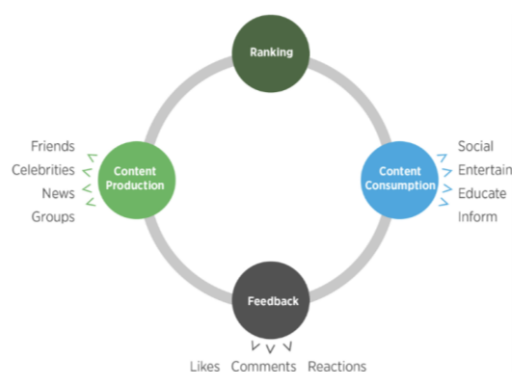 Ranking
Friends
Celebrities
News
Groups
Content
Production
Content
Consumption
Social
Entertain
Educate
Inform
Feedback
Likes Comments Reactions